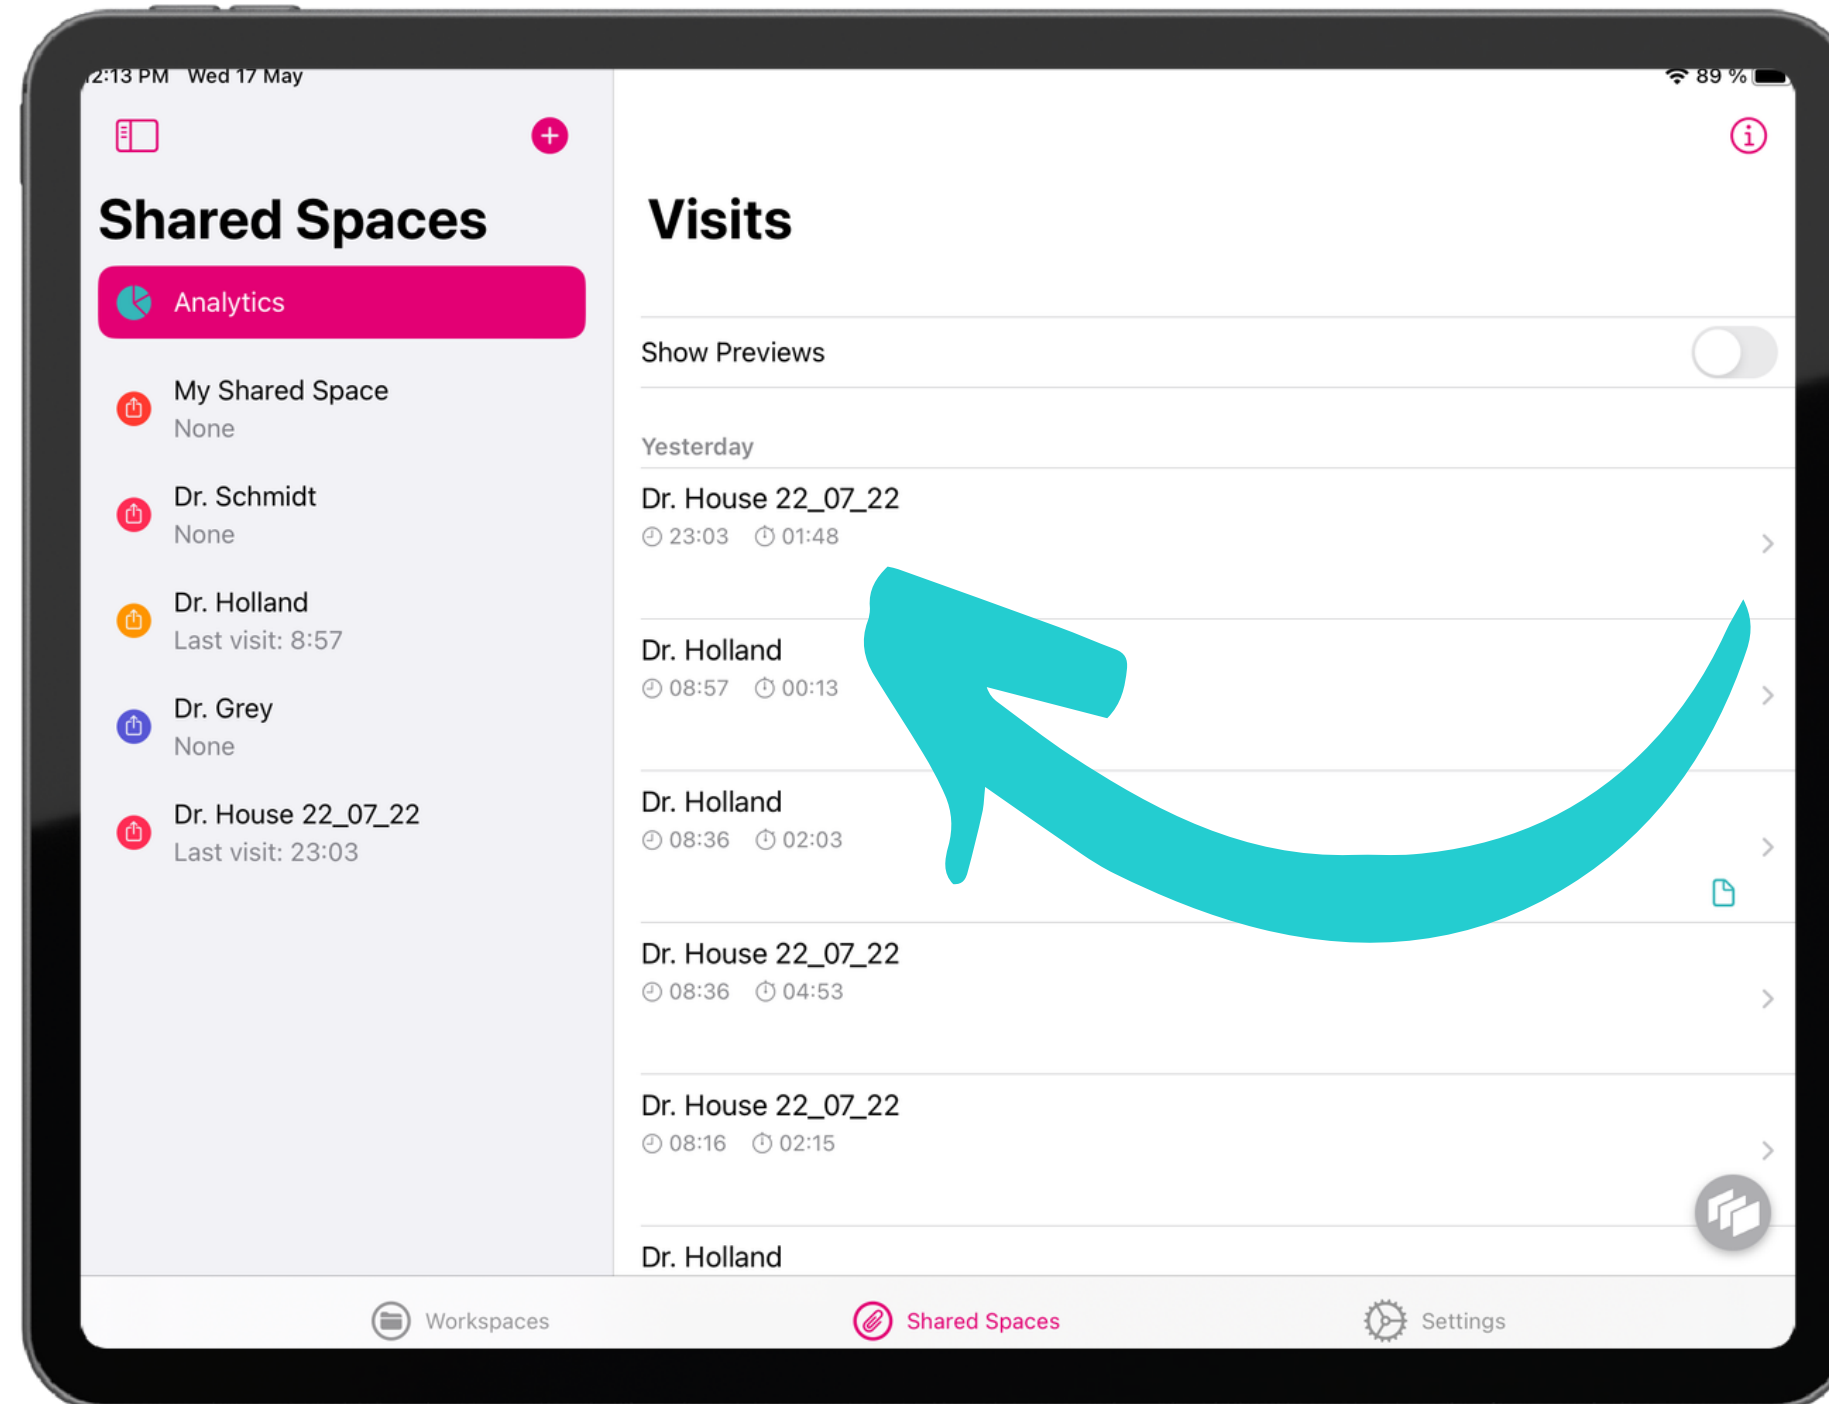 12:13 PM Wed 17 May
89 %
Shared Spaces
Analytics
My Shared Space
None
Dr. Schmidt
None
Dr. Holland
Last visit: 8:57
Dr. Grey
None
Dr. House 22_07_22
Last visit: 23:03
Visits
Show Previews
Yesterday
Dr. House 22_07_22
23:03 01:48
Dr. Holland
08:57 00:13
Dr. Holland
08:36 02:03
Dr. House 22_07_22
08:36 04:53
Dr. House 22_07_22
08:16 02:15
Dr. Holland
Workspaces
Shared Spaces
Settings